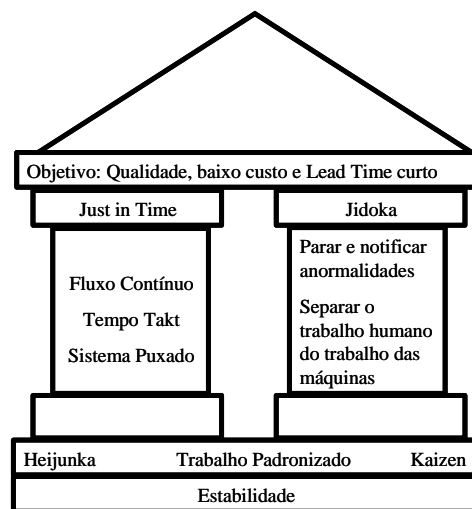 Objetivo: Qualidade, baixo custo e Lead Time curto
Just in Time
Fluxo Contínuo
Tempo Takt
Sistema Puxado
Jidoka
Parar e notificar
anormalidades
Separar o
trabalho humano
do trabalho das
máquinas
Heijunka Trabalho Padronizado Kaizen
Estabilidade